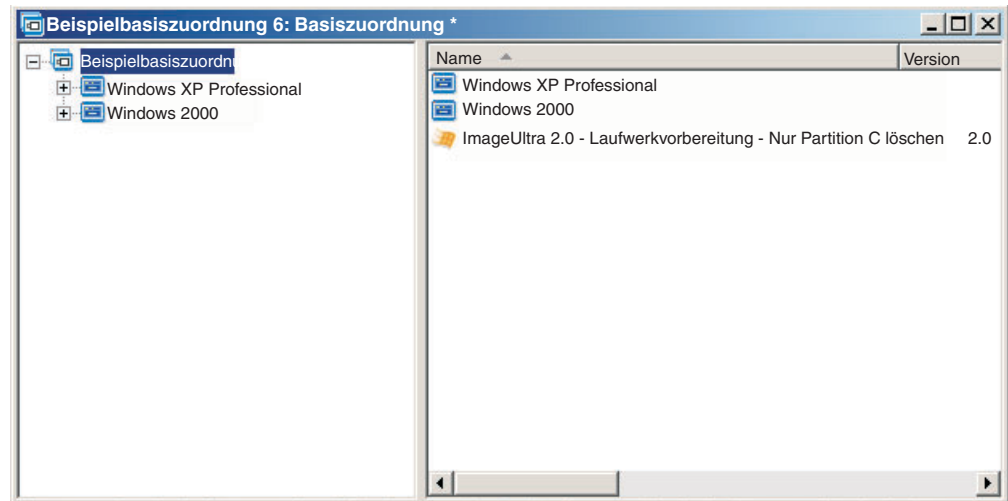 Beispielbasiszuordnung 6: Basiszuordnung *
Beispielbasiszuordn
Windows XP Professional
Windows 2000
Name Version
Windows XP Professional
Windows 2000
ImageUltra 2.0 - Laufwerkvorbereitung - Nur Partition C löschen 2.0